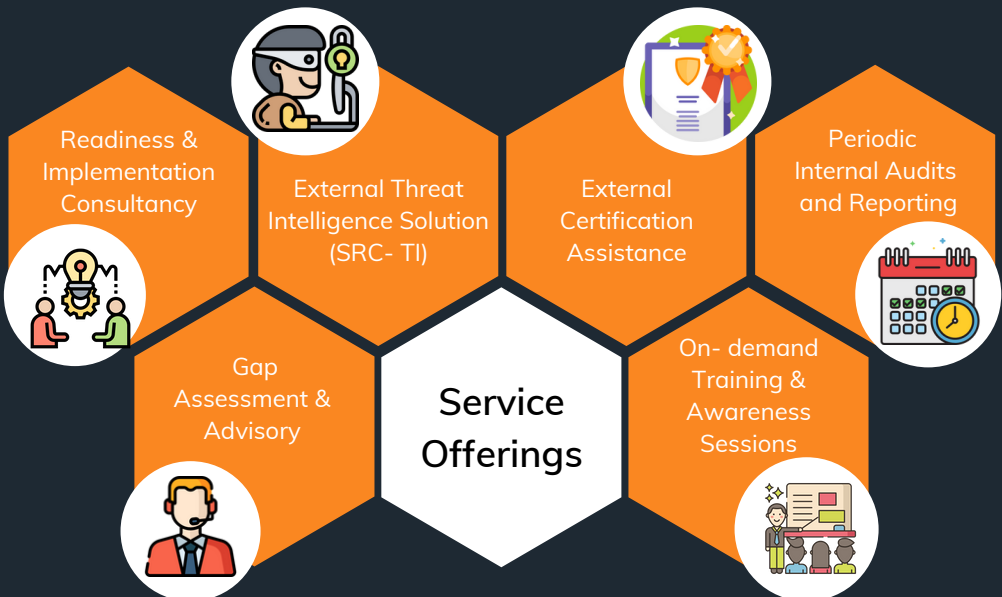 Readiness &
Implementation
Consultancy
External Threat
Intelligence Solution
(SRC- TI)
External
Certification
Assistance
Periodic
Internal Audits
and Reporting
Gap
Assessment &
Advisory
Service
Offerings
On- demand
Training &
Awareness
Sessions